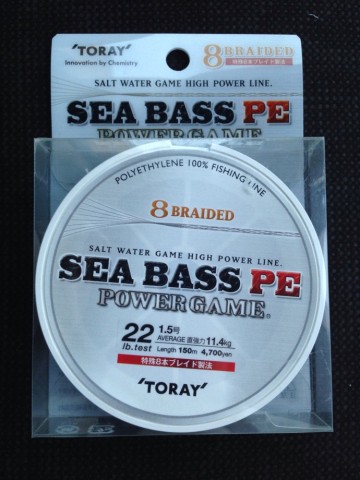 'TORAY'
Innovation by Chemistry
8 BRAIDED
特殊8本ブレイド製法
SALT WATER GAME HIGH POWER LINE.
SEA BASS PE
POWER GAME
POLYETHYLENE 100% FISHING LINE
8 BRAIDED
SALT WATER GAME HIGH POWER LINE.
SEA BASS PE
POWER GAME®
22 lb.test 1.5号
AVERAGE 直強力 11.4kg
Length 150m 4,700yen
特殊8本ブレイド製法
'TORAY'